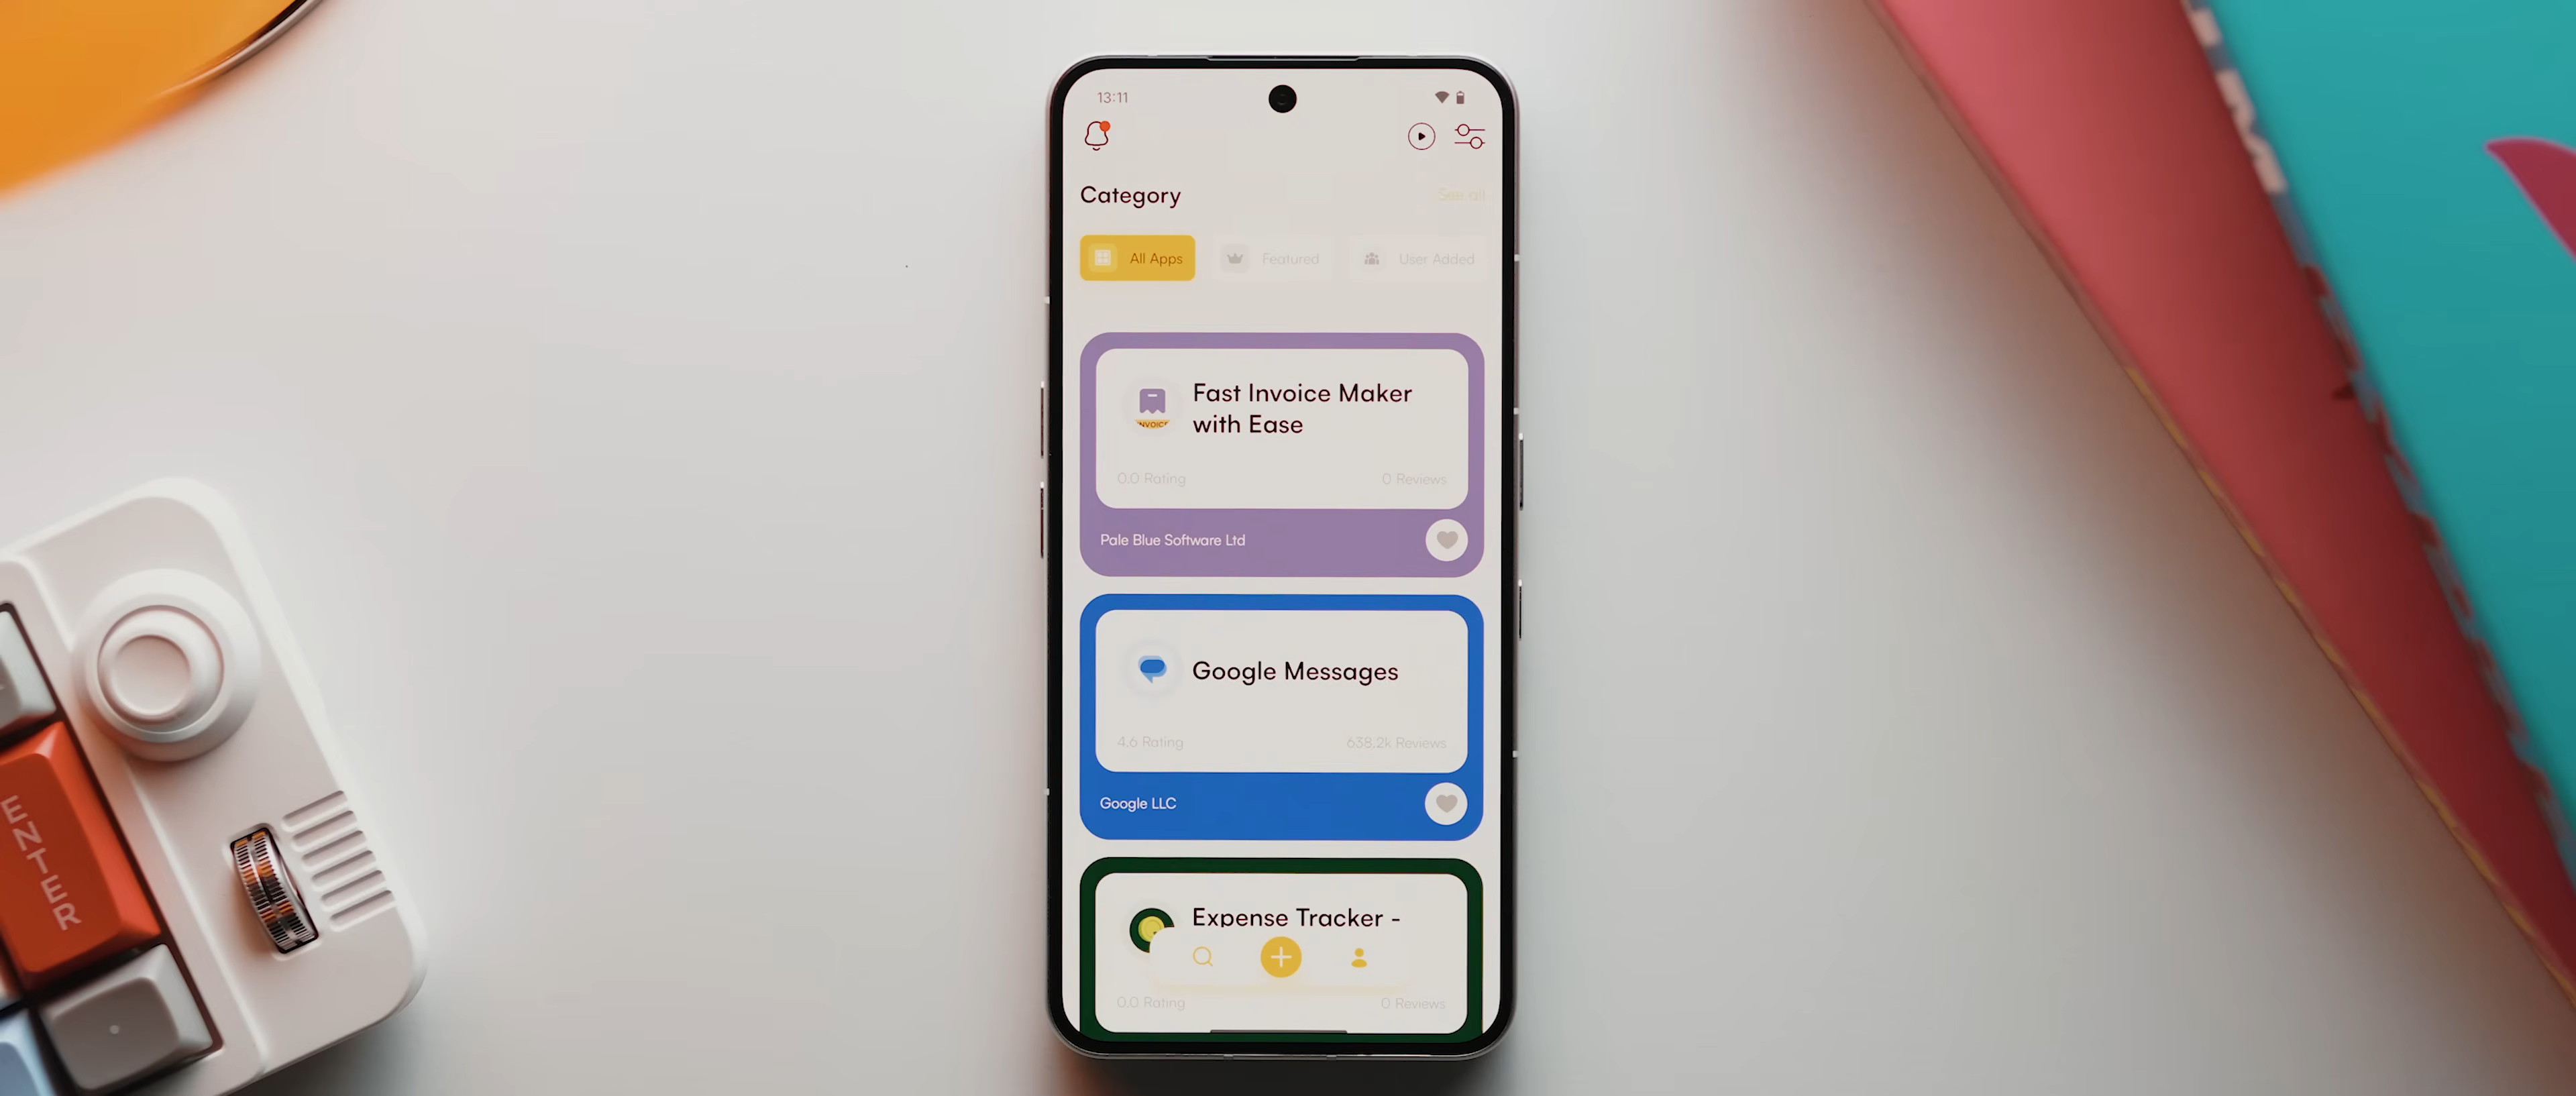 13:11
Category
See all
All Apps
Featured
User Added
Fast Invoice Maker
with Ease
INVOICE
0.0 Rating
0 Reviews
Pale Blue Software Ltd
Google Messages
4.6 Rating
638.2k Reviews
Google LLC
Expense Tracker -
0.0 Rating
0 Reviews
ENTER